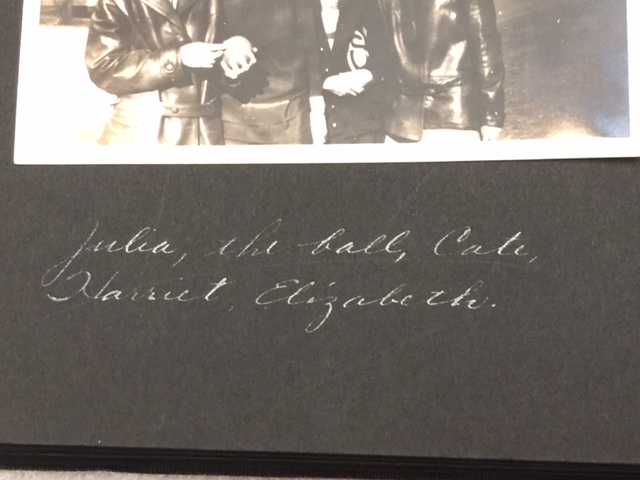 Julia, the ball, Cate,
Harriet, Elizabeth.